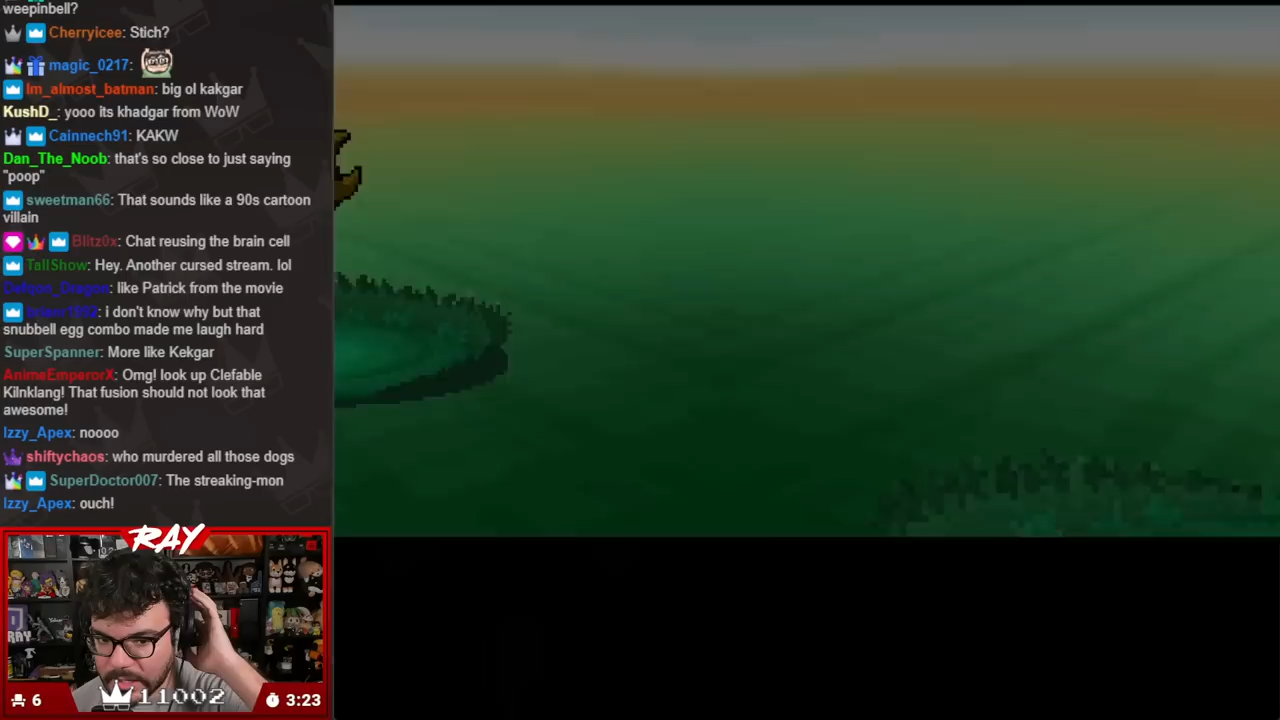 weepinbell?
Cherryicee: Stich?
magic_0217:
Im_almost_batman: big ol kakgar
KushD_: yooo its khadgar from WoW
Cainnech91: KAKW
Dan_The_Noob: that's so close to just saying
"poop"
sweetman66: That sounds like a 90s cartoon
villain
Blitz0x: Chat reusing the brain cell
TallShow: Hey. Another cursed stream. lol
Defqon_Dragon: like Patrick from the movie
i don't know why but that
snubbell egg combo made me laugh hard
SuperSpanner: More like Kekgar
AnimeEmperorX: Omg! look up Clefable
Kilnklang! That fusion should not look that
awesome!
Izzy_Apex: noooo
shiftychaos: who murdered all those dogs
SuperDoctor007: The streaking-mon
Izzy_Apex: ouch!
RAY
RAY
6
11002
3:23